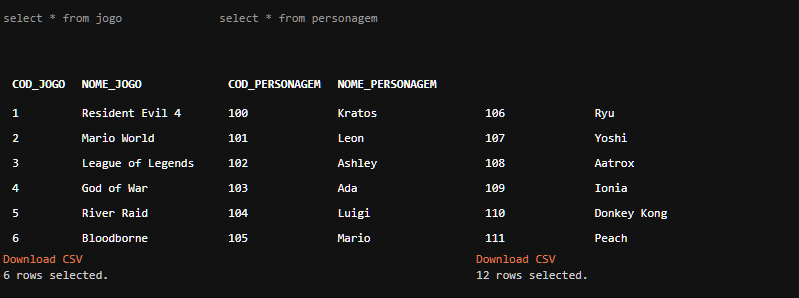 select * from jogo select * from personagem
COD_JOGO NOME_JOGO COD_PERSONAGEM NOME_PERSONAGEM
1 Resident Evil 4 100 Kratos 106 Ryu
2 Mario World 101 Leon 107 Yoshi
3 League of Legends 102 Ashley 108 Aatrox
4 God of War 103 Ada 109 Ionia
5 River Raid 104 Luigi 110 Donkey Kong
6 Bloodborne 105 Mario 111 Peach
Download CSV Download CSV
6 rows selected. 12 rows selected.